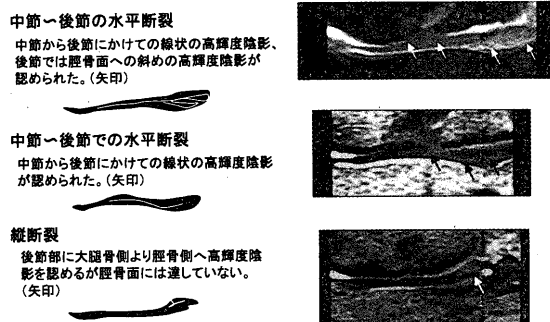 中節〜後節の水平断裂
中節から後節にかけての線状の高輝度陰影、
後節では脛骨面への斜めの高輝度陰影が
認められた。(矢印)
中節〜後節での水平断裂
中節から後節にかけての線状の高輝度陰影
が認められた。(矢印)
縦断裂
後節部に大腿骨側より脛骨側へ高輝度陰
影を認めるが脛骨面には達していない。
(矢印)